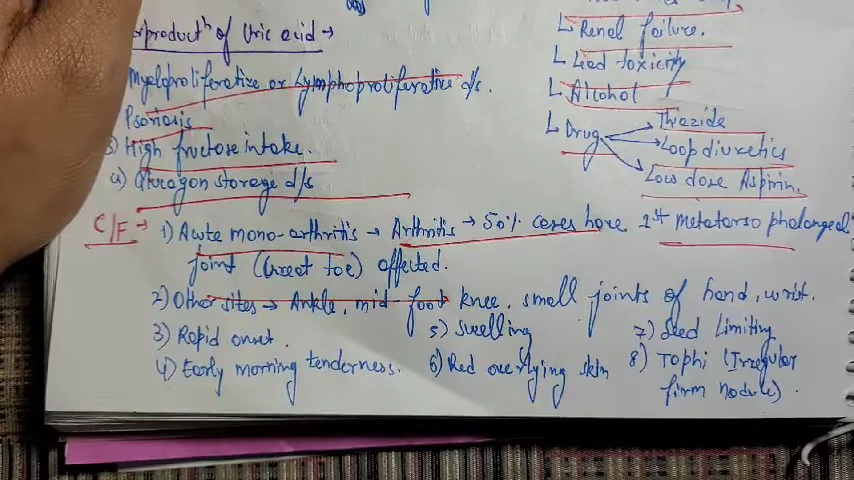 ↳ Renal failure.
↳ Lead toxicity
↳ Alcohol
↳ Drug → Thiazide
→ Loop diuretics
→ Low dose Aspirin.
of Uric acid →
Myeloproliferative or Lymphoproliferative d/s.
Psoriasis
3) High fructose intake.
4) Glucagon storage d/s
C/F → 1) Acute mono-arthritis → Arthritis → 50% cases have 1st metatarso phalangeal
joint (Great toe) affected.
2) Other sites → Ankle, mid foot knee, small joints of hand, wrist.
3) Rapid onset.
4) Early morning tenderness.
5) Swelling
6) Red overlying skin
7) Self Limiting
8) Tophi (Irregular
firm nodule).